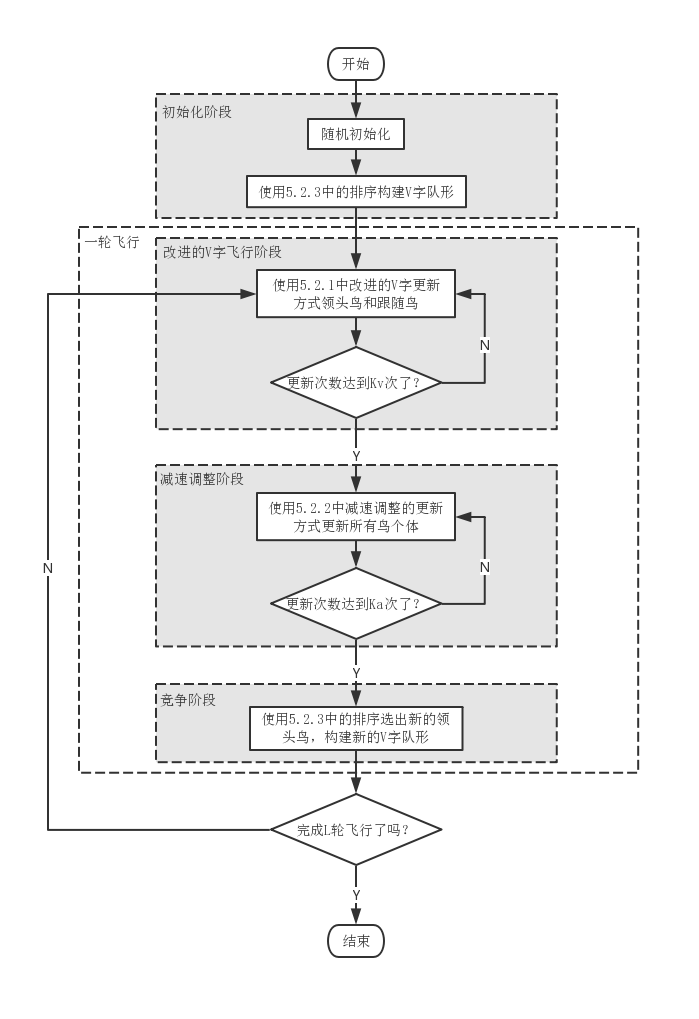 开始
初始化阶段
随机初始化
使用5.2.3中的排序构建V字队形
一轮飞行
改进的V字飞行阶段
使用5.2.1中改进的V字更新
方式领头鸟和跟随鸟
N
更新次数达到Kv次了?
Y
减速调整阶段
使用5.2.2中减速调整的更新
方式更新所有鸟个体
N
N
更新次数达到Ka次了?
Y
竞争阶段
使用5.2.3中的排序选出新的领
头鸟，构建新的V字队形
完成L轮飞行了吗?
Y
结束